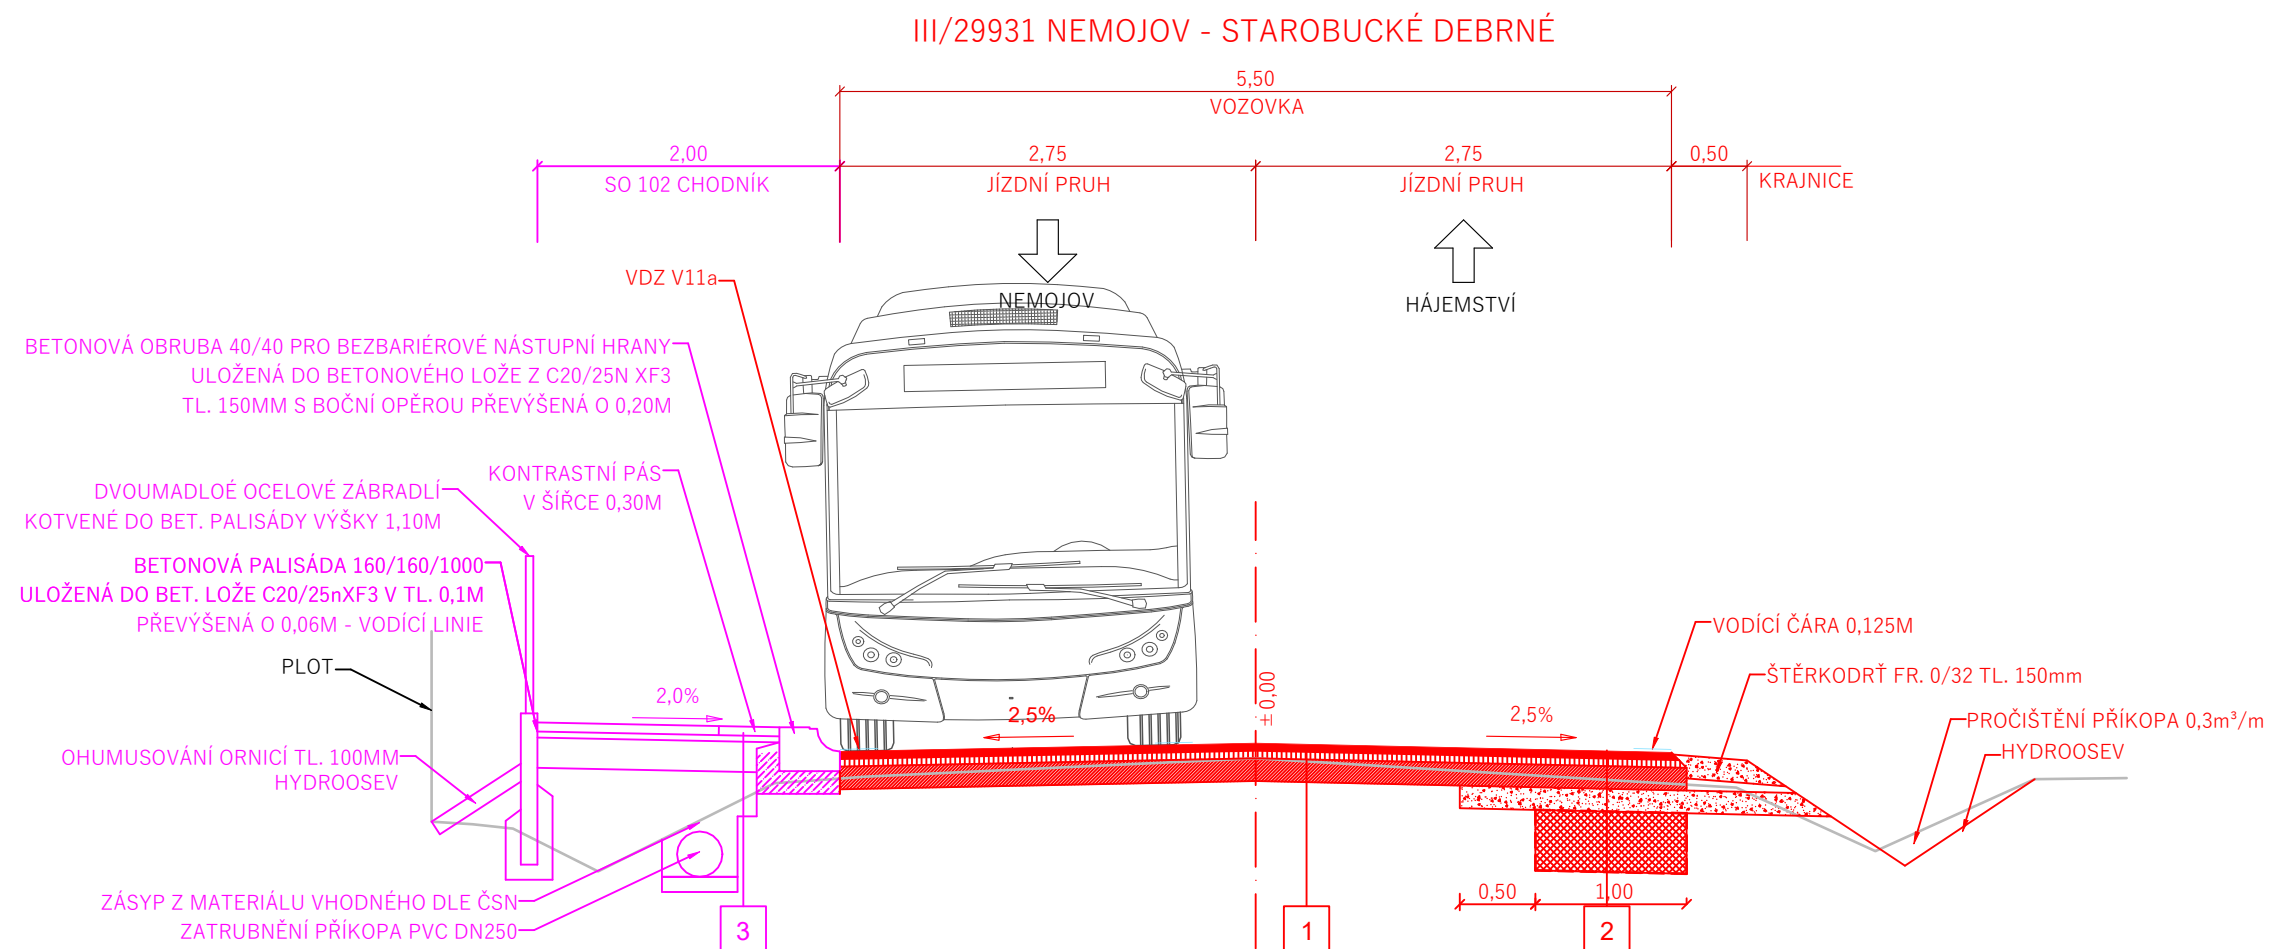 III/29931 NEMOJOV - STAROBUCKÉ DEBRNÉ
5,50
VOZOVKA
2,00
2,75
2,75
0,50
SO 102 CHODNÍK
JÍZDNÍ PRUH
JÍZDNÍ PRUH
KRAJNICE
VDZ V11a
NEMOJOV
HÁJEMSTVÍ
BETONOVÁ OBRUBA 40/40 PRO BEZBARIÉROVÉ NÁSTUPNÍ HRANY
ULOŽENÁ DO BETONOVÉHO LOŽE Z C20/25N XF3
TL. 150MM S BOČNÍ OPĚROU PŘEVÝŠENÁ O 0,20M
KONTRASTNÍ PÁS
V ŠÍŘCE 0,30M
DVOUMADLOÉ OCELOVÉ ZÁBRADLÍ
KOTVENÉ DO BET. PALISÁDY VÝŠKY 1,10M
BETONOVÁ PALISÁDA 160/160/1000
ULOŽENÁ DO BET. LOŽE C20/25nXF3 V TL. 0,1M
PŘEVÝŠENÁ O 0,06M - VODÍCÍ LINIE
PLOT
VODÍCÍ ČÁRA 0,125M
ŠTĚRKODRŤ FR. 0/32 TL. 150mm
2,0%
±0,00
2,5%
2,5%
PROČIŠTĚNÍ PŘÍKOPA 0,3m³/m
HYDROOSEV
OHUMUSOVÁNÍ ORNICÍ TL. 100MM
HYDROOSEV
0,50
1,00
ZÁSYP Z MATERIÁLU VHODNÉHO DLE ČSN
ZATRUBNĚNÍ PŘÍKOPA PVC DN250
3
1
2